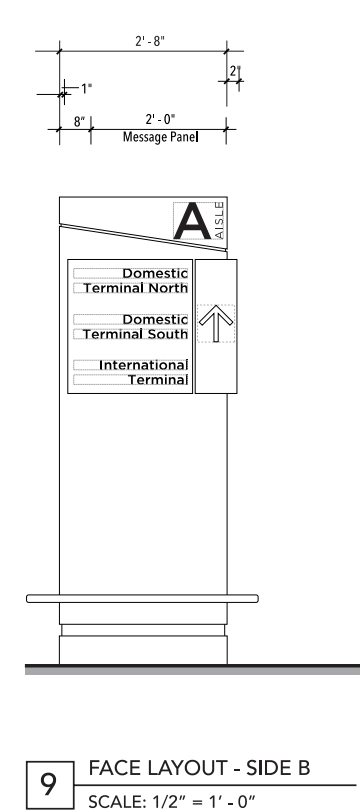 2' - 8"
2"
1"
8"
2' - 0"
Message Panel
A
AISLE
Domestic
Terminal North
Domestic
Terminal South
International
Terminal
9
FACE LAYOUT - SIDE B
SCALE: 1/2" = 1' - 0"